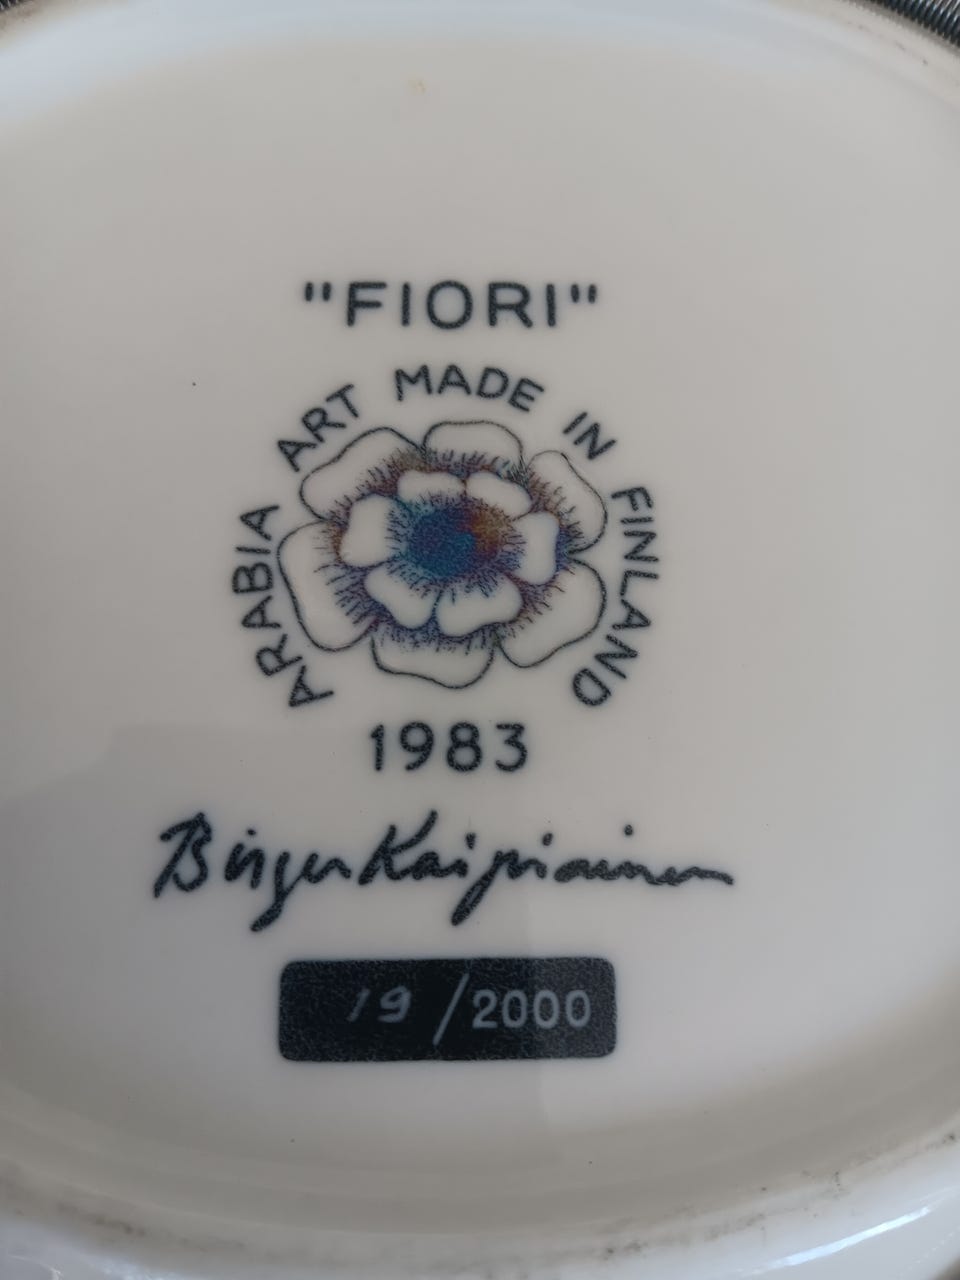 "FIORI"
ARABIA ART MADE IN FINLAND
1983
Birger Kaipiainen
19/2000